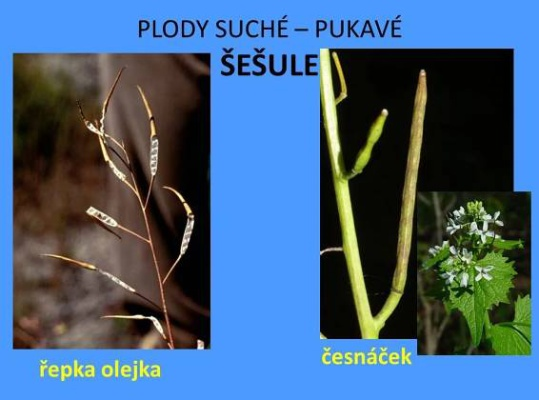 PLODY SUCHÉ – PUKAVÉ
ŠEŠULE
řepka olejka
česnáček